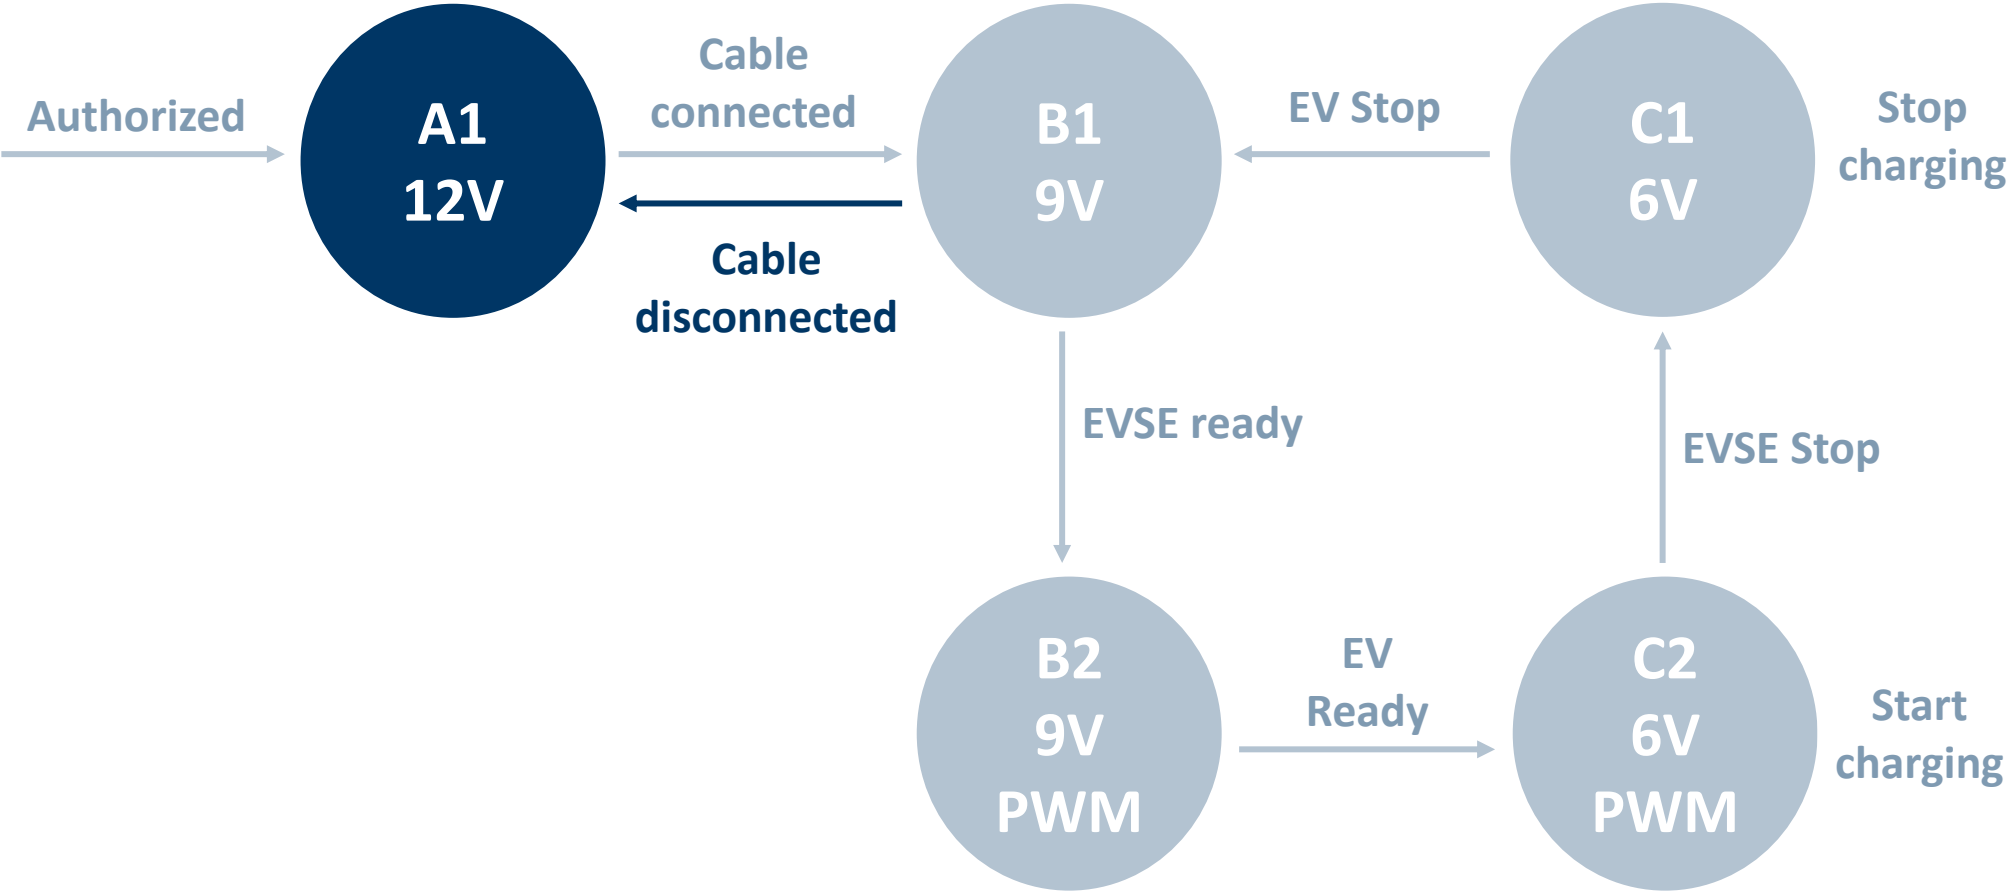 Authorized
A1
12V
Cable
connected
Cable
disconnected
B1
9V
EV Stop
C1
6V
Stop
charging
EVSE ready
EVSE Stop
B2
9V
PWM
EV
Ready
C2
6V
PWM
Start
charging